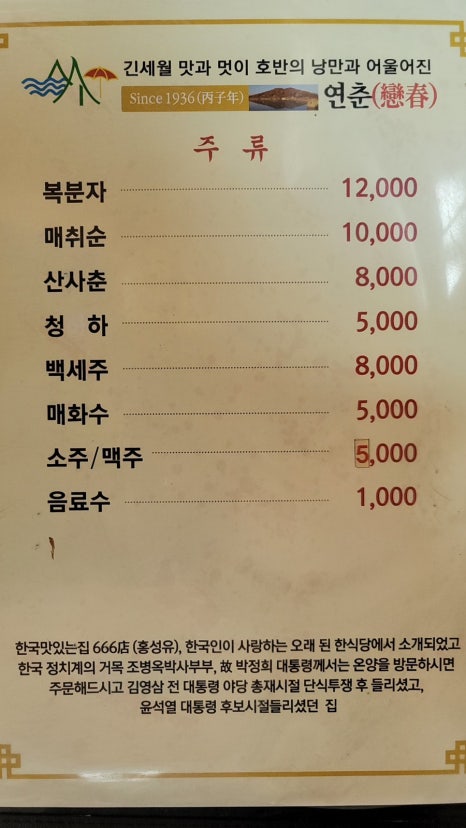 긴세월 맛과 멋이 호반의 낭만과 어울어진
Since 1936(丙子年) 연춘(戀春)
주 류
복분자 12,000
매취순 10,000
산사춘 8,000
청 하 5,000
백세주 8,000
매화수 5,000
소주/맥주 5,000
음료수 1,000
한국맛있는집 666店 (홍성유), 한국인이 사랑하는 오래 된 한식당에서 소개되었고
한국 정치계의 거목 조병옥박사부부, 故 박정희 대통령께서는 온양을 방문하시면
주문해드시고 김영삼 전 대통령 야당 총재시절 단식투쟁 후 들리셨고,
윤석열 대통령 후보시절들리셨던 집